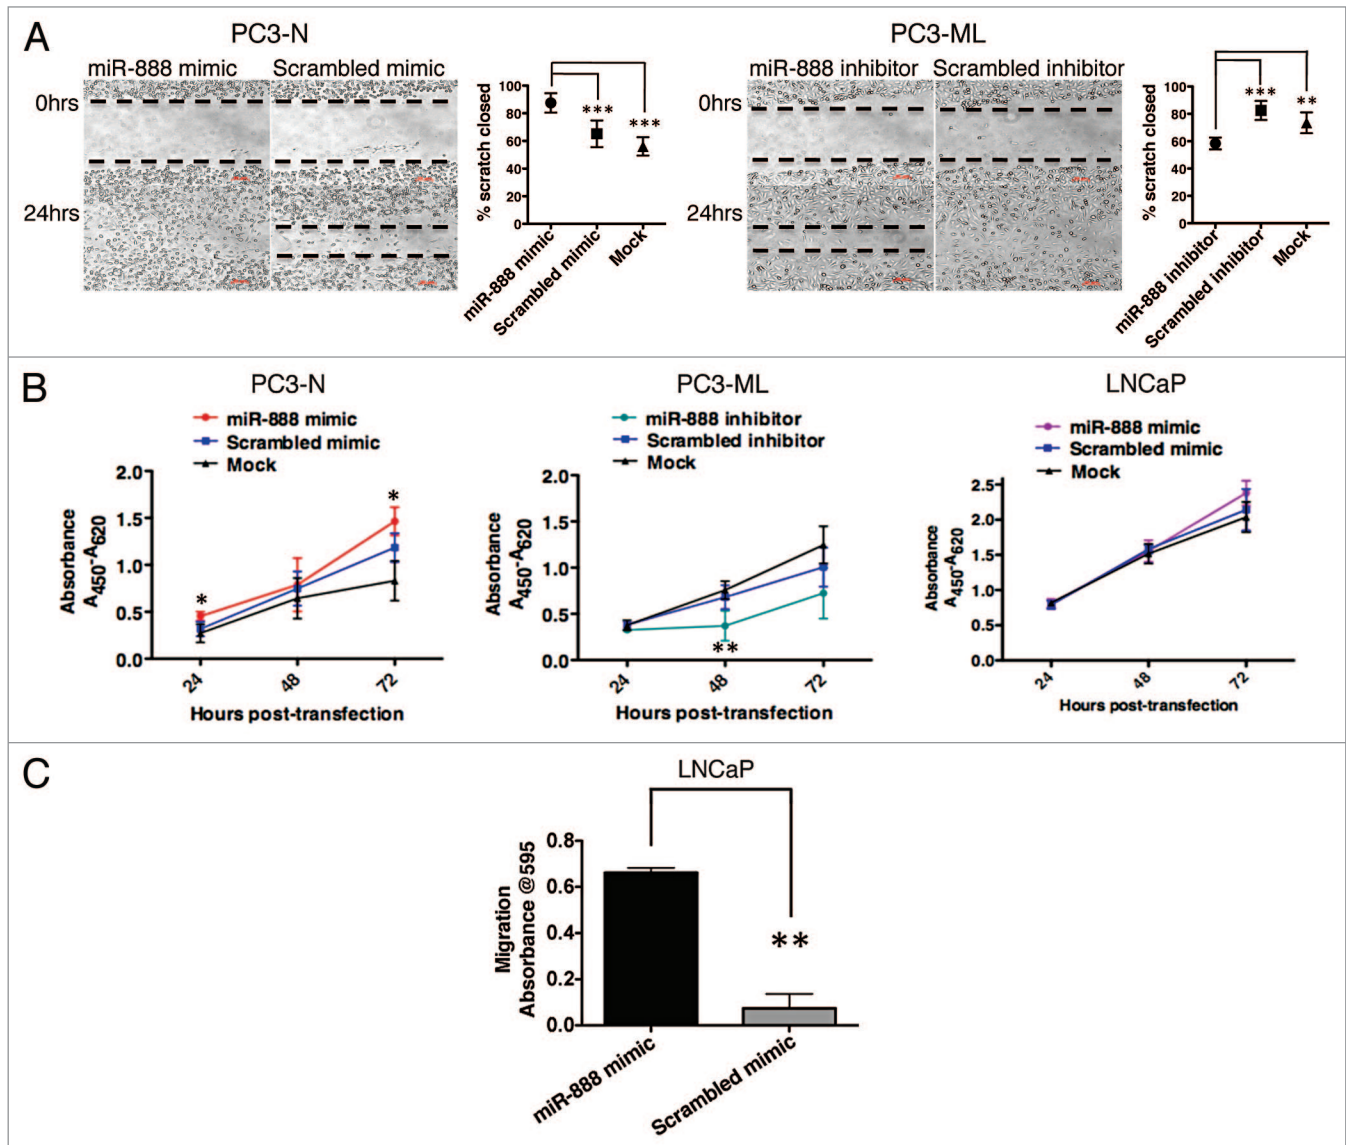 A
PC3-N
miR-888 mimic
Scrambled mimic
0hrs
24hrs
% scratch closed
100
80
60
40
20
0
***
***
miR-888 mimic
Scrambled mimic
Mock
PC3-ML
miR-888 inhibitor
Scrambled inhibitor
0hrs
24hrs
% scratch closed
100
80
60
40
20
0
***
**
miR-888 inhibitor
Scrambled inhibitor
Mock
B
PC3-N
miR-888 mimic
Scrambled mimic
Mock
Absorbance
A450-A620
2.0
1.5
1.0
0.5
0.0
*
*
24
48
72
Hours post-transfection
PC3-ML
miR-888 inhibitor
Scrambled inhibitor
Mock
Absorbance
A450-A620
2.0
1.5
1.0
0.5
0.0
**
24
48
72
Hours post-transfection
LNCaP
miR-888 mimic
Scrambled mimic
Mock
Absorbance
A450-A620
2.5
2.0
1.5
1.0
0.5
0.0
24
48
72
Hours post-transfection
C
LNCaP
Migration
Absorbance @595
0.8
0.6
0.4
0.2
0.0
**
miR-888 mimic
Scrambled mimic